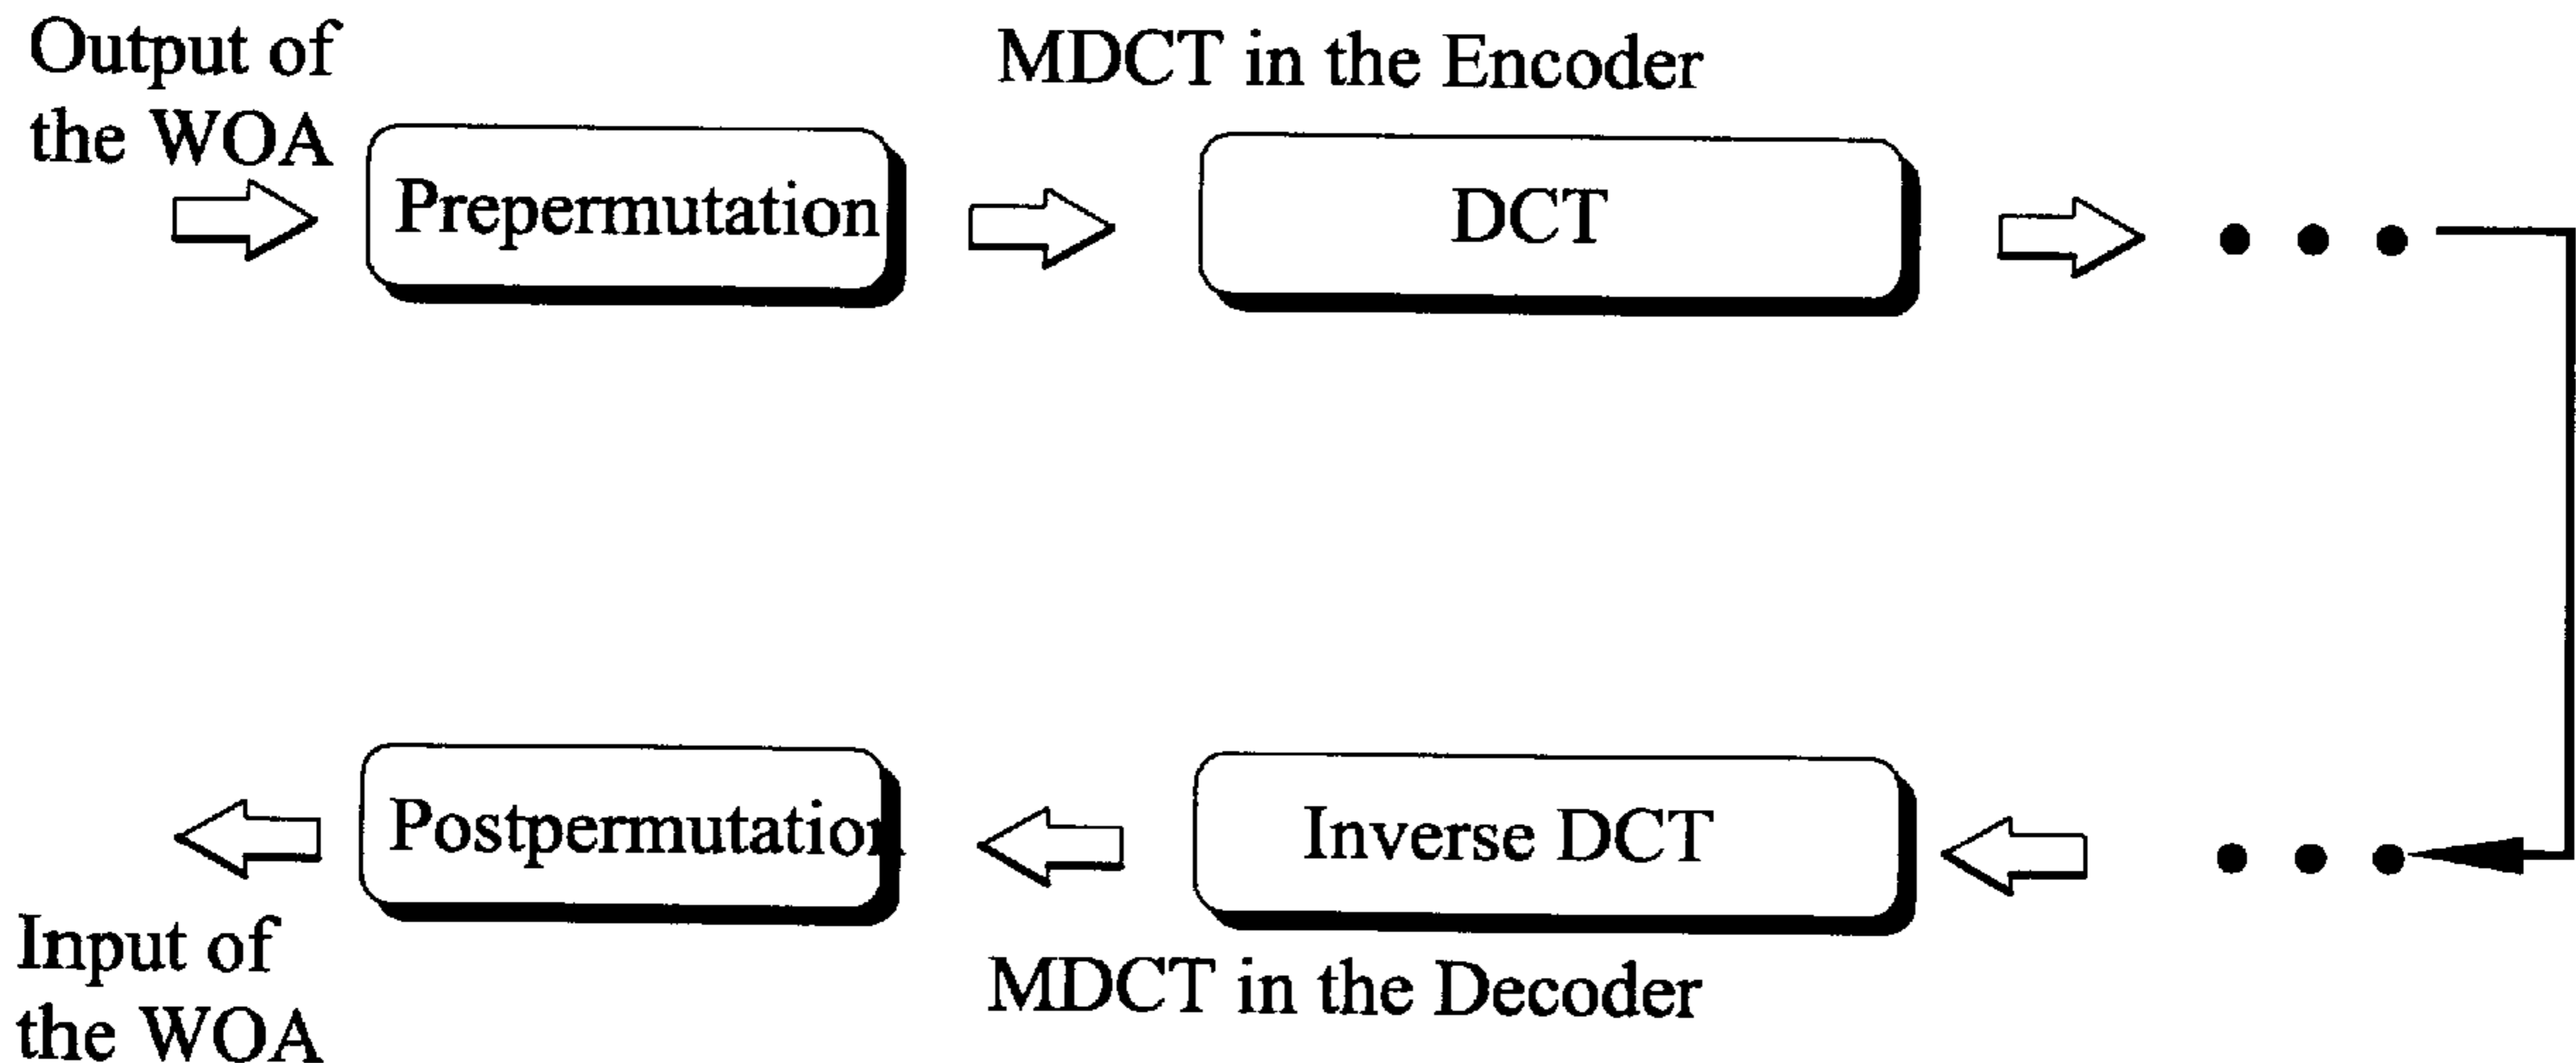 Output of
the WOA
MDCT in the Encoder
Prepermutation
DCT
Postpermutation
Inverse DCT
Input of
the WOA
MDCT in the Decoder